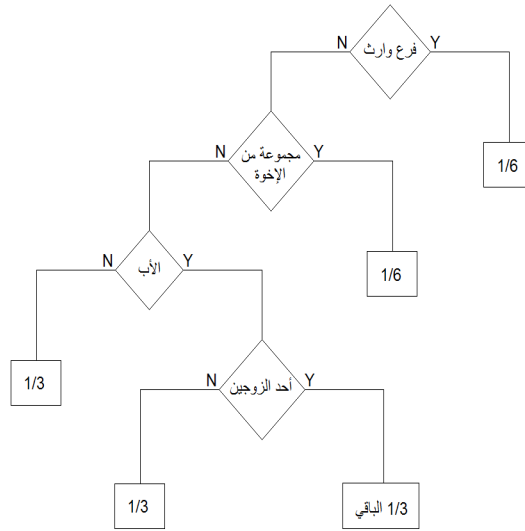 فرع وارث
N
Y
مجموعة من
الإخوة
N
Y
1/6
الأب
N
Y
1/6
أحد الزوجين
N
Y
1/3
1/3
1/3 الباقي